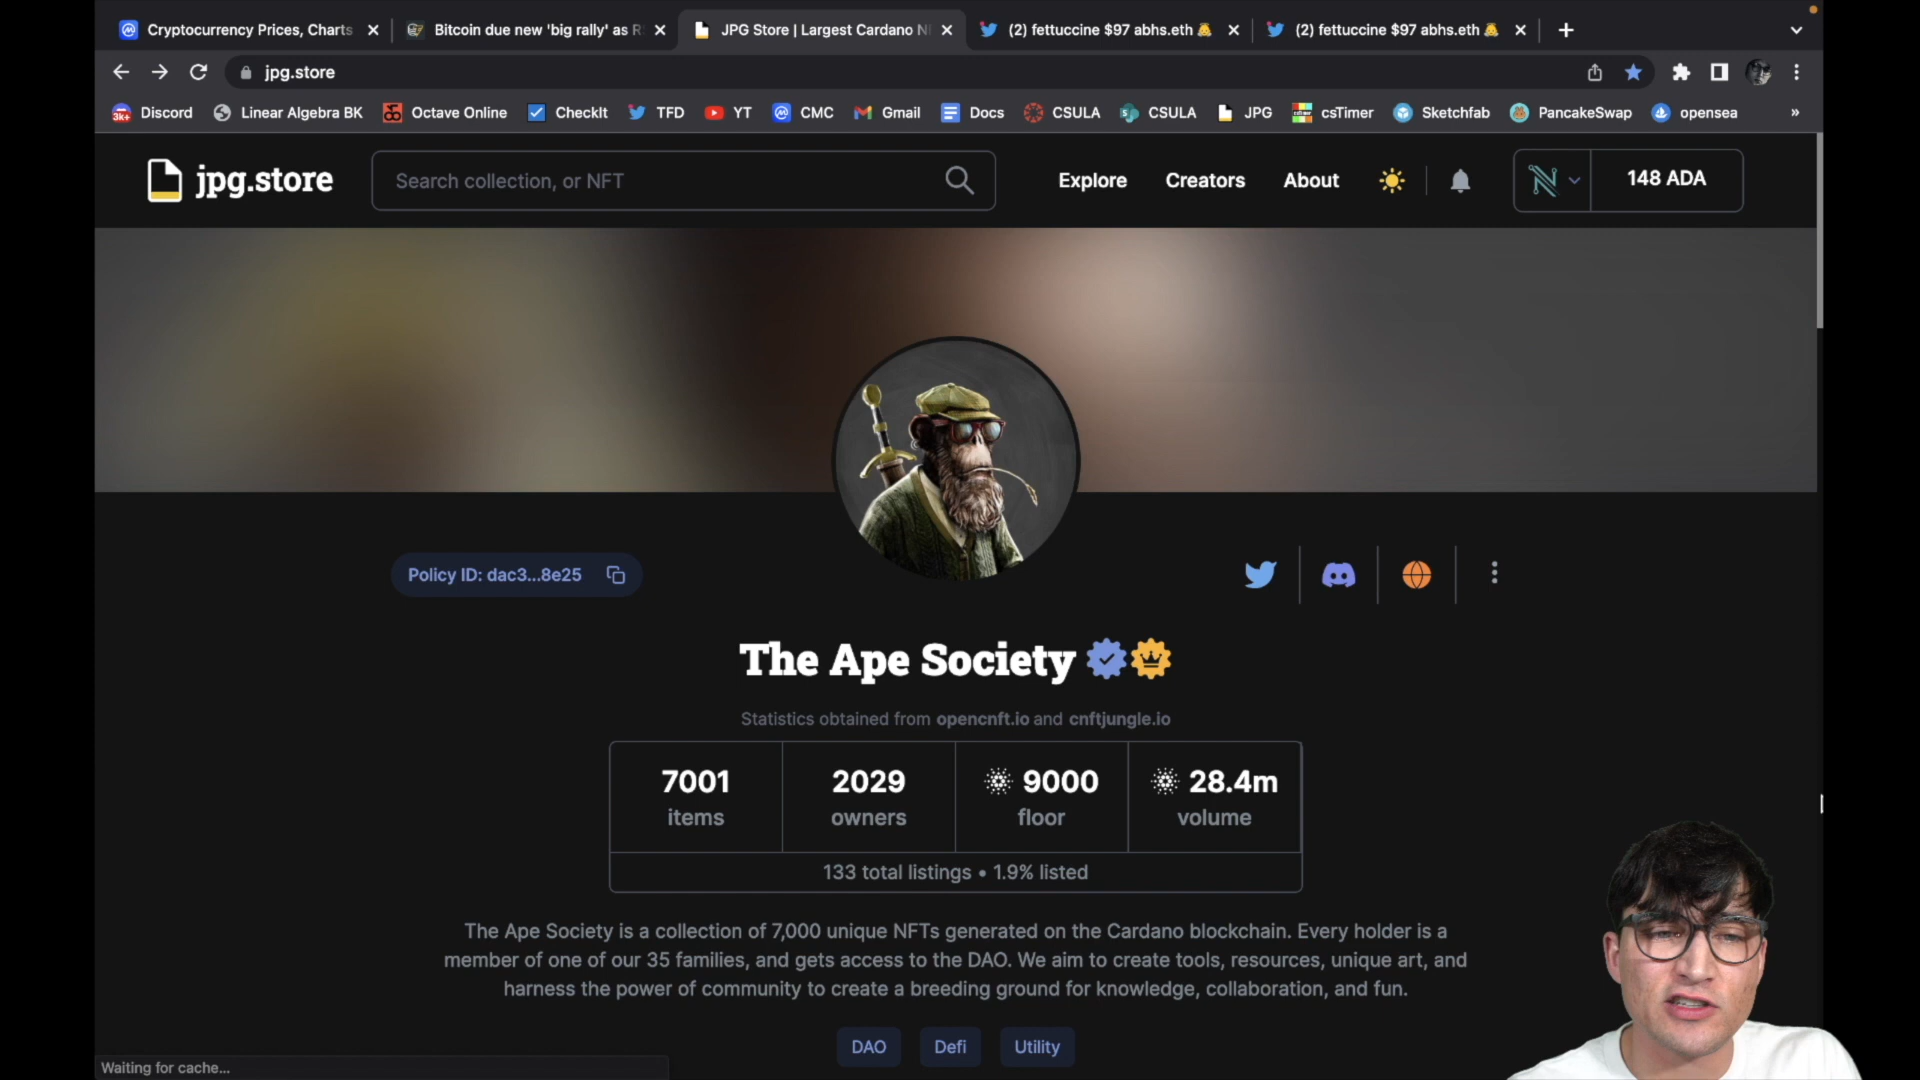 Cryptocurrency Prices, Charts
Bitcoin due new 'big rally' as R
JPG Store | Largest Cardano N
(2) fettuccine $97 abhs.eth
(2) fettuccine $97 abhs.eth
jpg.store
3k+ Discord
Linear Algebra BK
Octave Online
CheckIt
TFD
YT
CMC
Gmail
Docs
CSULA
CSULA
JPG
csTimer
Sketchfab
PancakeSwap
opensea
»
jpg.store
Search collection, or NFT
Explore
Creators
About
148 ADA
Policy ID: dac3...8e25
The Ape Society
Statistics obtained from opencnft.io and cnftjungle.io
7001
items
2029
owners
9000
floor
28.4m
volume
133 total listings • 1.9% listed
The Ape Society is a collection of 7,000 unique NFTs generated on the Cardano blockchain. Every holder is a
member of one of our 35 families, and gets access to the DAO. We aim to create tools, resources, unique art, and
harness the power of community to create a breeding ground for knowledge, collaboration, and fun.
DAO
Defi
Utility
Waiting for cache...